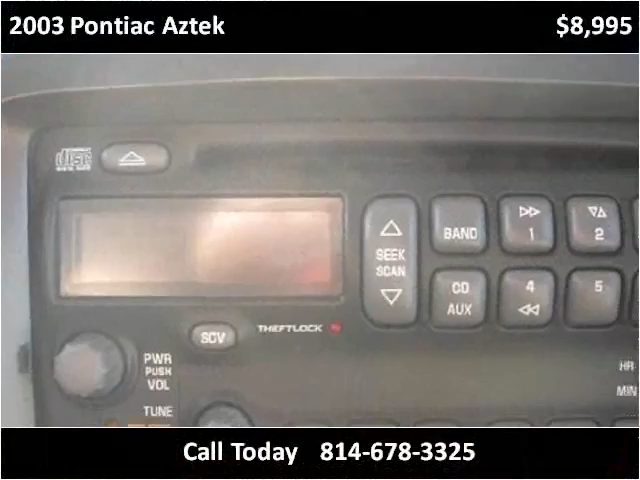 2003 Pontiac Aztek $8,995
disc
SEEK
SCAN
BAND
1
2
CD
AUX
4
5
SCV
THEFTLOCK
PWR
PUSH
VOL
TUNE
HR
MIN
Call Today 814-678-3325